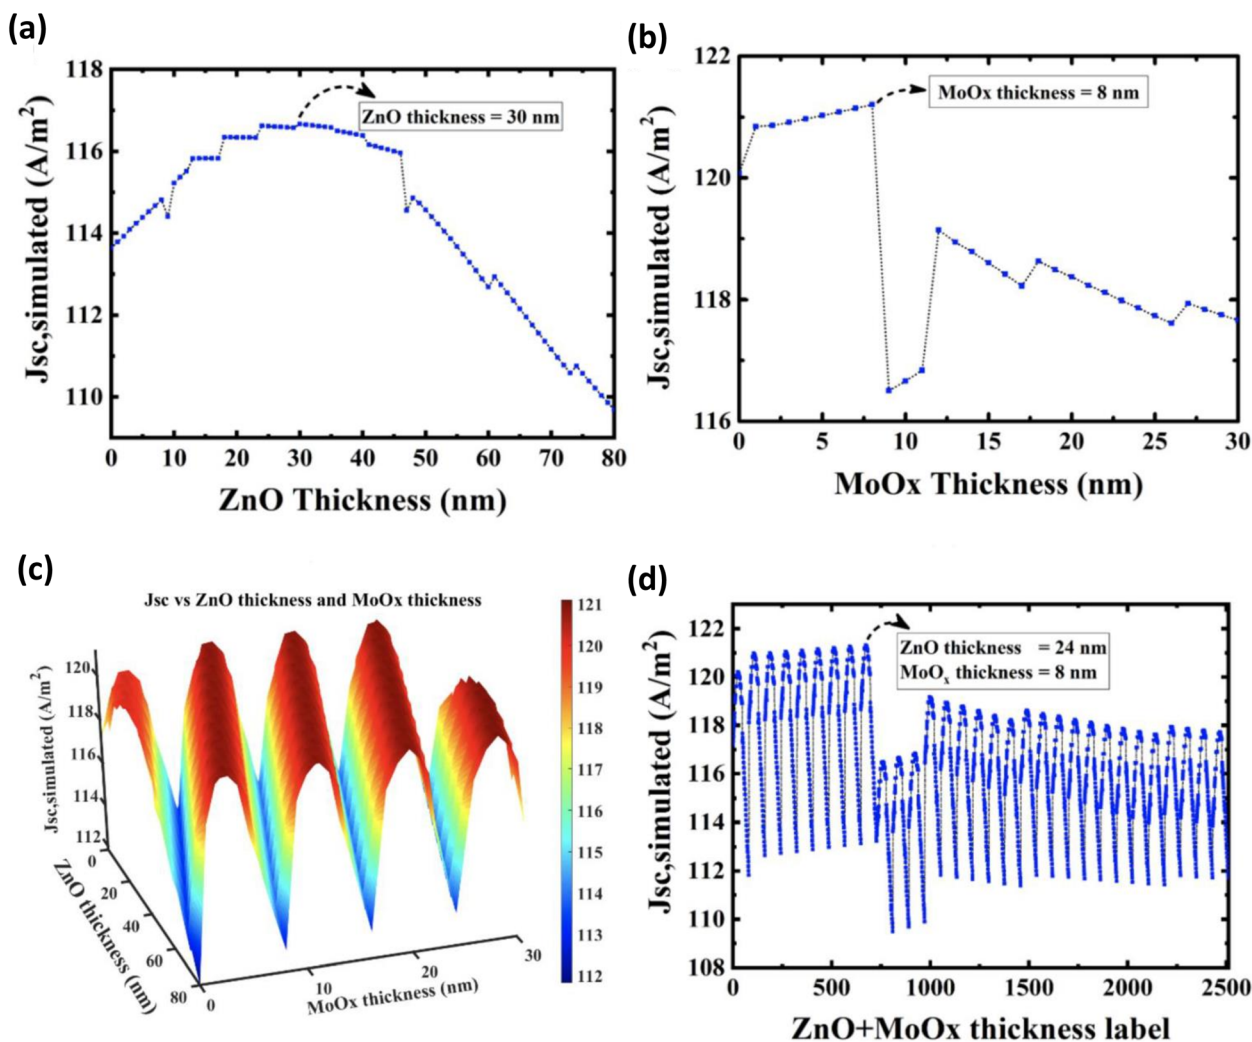 (a)
118
116
114
112
110
Jsc,simulated (A/m²)
ZnO thickness = 30 nm
0 10 20 30 40 50 60 70 80
ZnO Thickness (nm)
(b)
122
120
118
116
Jsc,simulated (A/m²)
MoOx thickness = 8 nm
0 5 10 15 20 25 30
MoOx Thickness (nm)
(c)
Jsc vs ZnO thickness and MoOx thickness
120
118
116
114
112
Jsc,simulated (A/m²)
0
20
40
60
80
ZnO thickness (nm)
0 10 20 30
MoOx thickness (nm)
121
120
119
118
117
116
115
114
113
112
(d)
122
120
118
116
114
112
110
108
Jsc,simulated (A/m²)
ZnO thickness = 24 nm
MoOₓ thickness = 8 nm
0 500 1000 1500 2000 2500
ZnO+MoOx thickness label